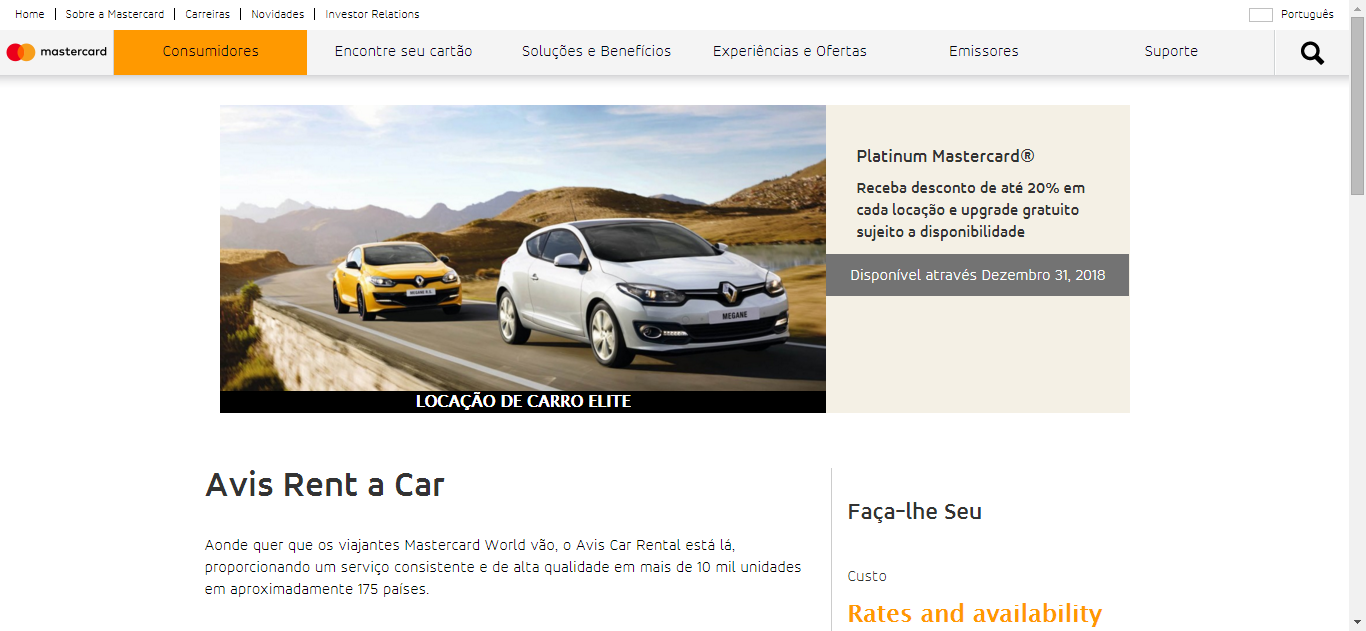 Home
Sobre a Mastercard
Carreiras
Novidades
Investor Relations
Português
mastercard
Consumidores
Encontre seu cartão
Soluções e Benefícios
Experiências e Ofertas
Emissores
Suporte
MEGANE R.S.
MEGANE
LOCAÇÃO DE CARRO ELITE
Platinum Mastercard®
Receba desconto de até 20% em
cada locação e upgrade gratuito
sujeito a disponibilidade
Disponível através Dezembro 31, 2018
Avis Rent a Car
Aonde quer que os viajantes Mastercard World vão, o Avis Car Rental está lá,
proporcionando um serviço consistente e de alta qualidade em mais de 10 mil unidades
em aproximadamente 175 países.
Faça-lhe Seu
Custo
Rates and availability